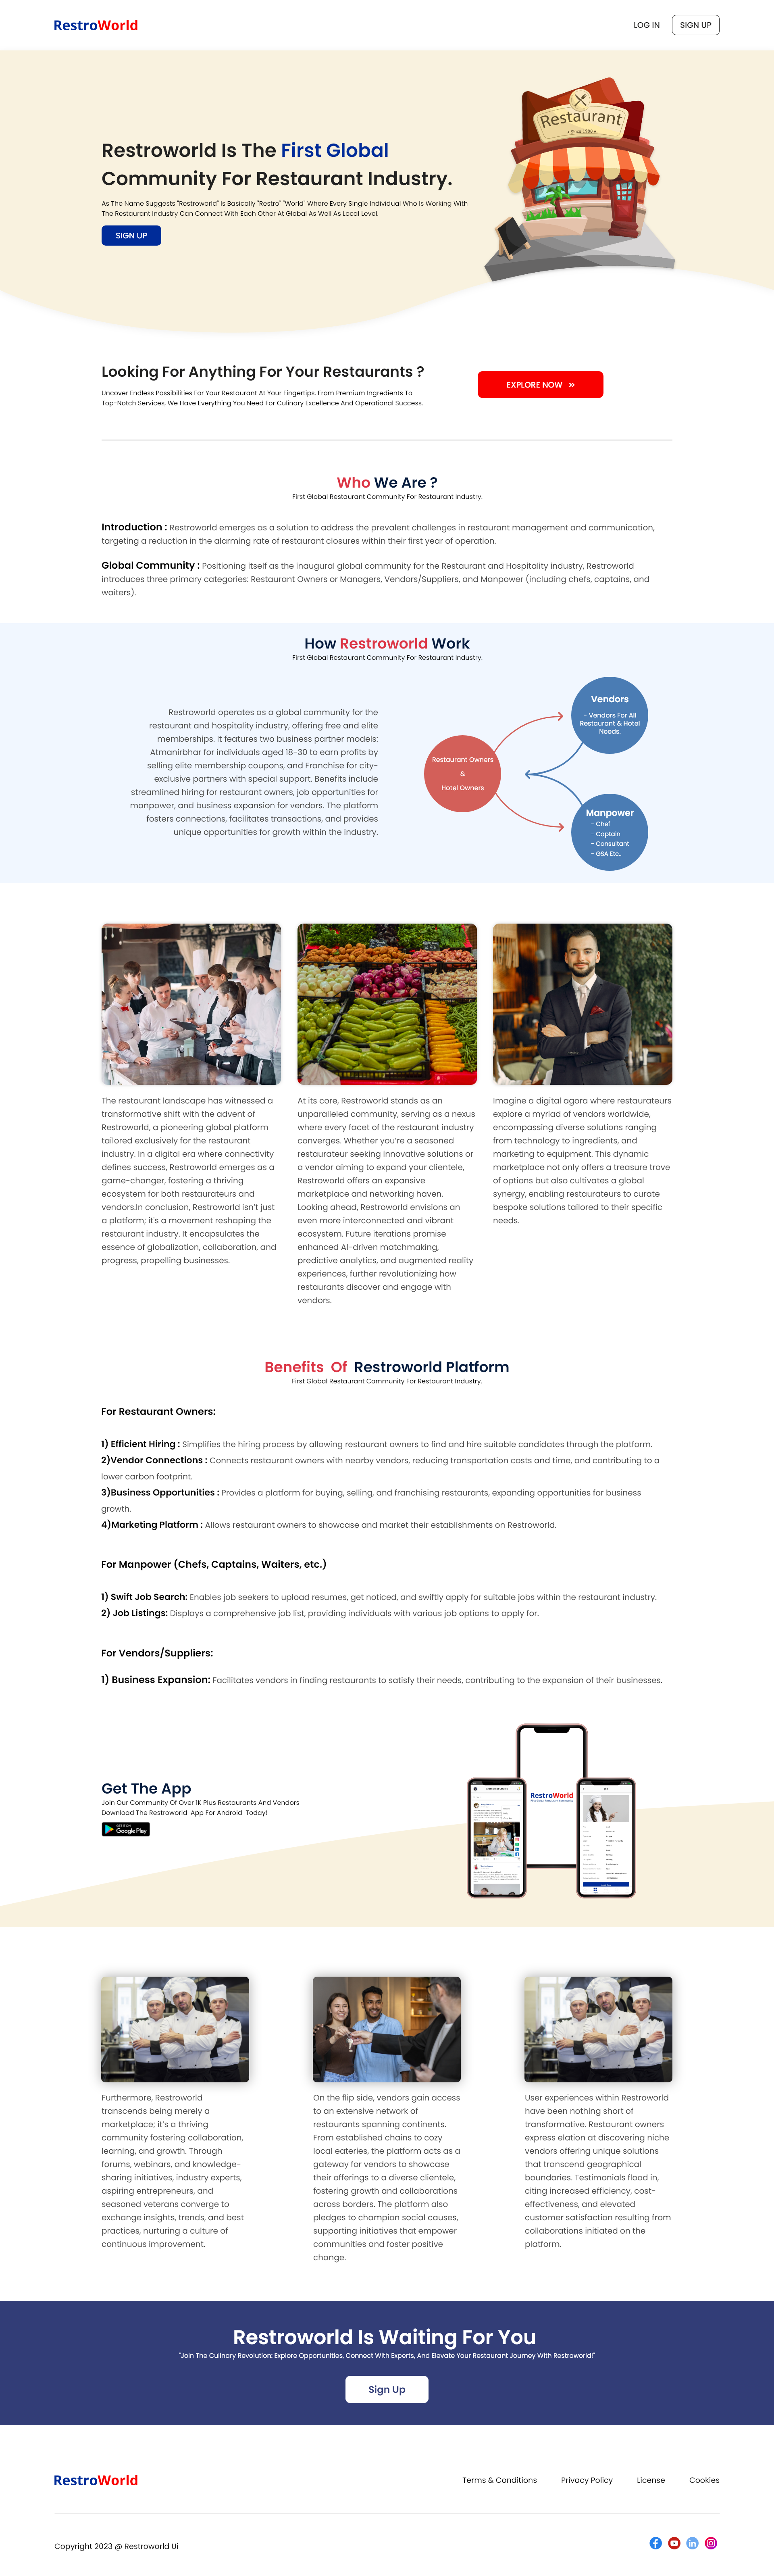 RestroWorld
LOG IN
SIGN UP
Restaurant
• Since 1980 •
Restroworld Is The First Global
Community For Restaurant Industry.
As The Name Suggests "Restroworld" Is Basically "Restro" "World" Where Every Single Individual Who Is Working With
The Restaurant Industry Can Connect With Each Other At Global As Well As Local Level.
SIGN UP
Looking For Anything For Your Restaurants ?
Uncover Endless Possibilities For Your Restaurant At Your Fingertips. From Premium Ingredients To
Top-Notch Services, We Have Everything You Need For Culinary Excellence And Operational Success.
EXPLORE NOW »
Who We Are ?
First Global Restaurant Community For Restaurant Industry.
Introduction : Restroworld emerges as a solution to address the prevalent challenges in restaurant management and communication,
targeting a reduction in the alarming rate of restaurant closures within their first year of operation.
Global Community : Positioning itself as the inaugural global community for the Restaurant and Hospitality industry, Restroworld
introduces three primary categories: Restaurant Owners or Managers, Vendors/Suppliers, and Manpower (including chefs, captains, and
waiters).
How Restroworld Work
First Global Restaurant Community For Restaurant Industry.
Restroworld operates as a global community for the
restaurant and hospitality industry, offering free and elite
memberships. It features two business partner models:
Atmanirbhar for individuals aged 18-30 to earn profits by
selling elite membership coupons, and Franchise for city-
exclusive partners with special support. Benefits include
streamlined hiring for restaurant owners, job opportunities for
manpower, and business expansion for vendors. The platform
fosters connections, facilitates transactions, and provides
unique opportunities for growth within the industry.
Restaurant Owners
&
Hotel Owners
Vendors
- Vendors For All
Restaurant & Hotel
Needs.
Manpower
- Chef
- Captain
- Consultant
- GSA Etc..
The restaurant landscape has witnessed a
transformative shift with the advent of
Restroworld, a pioneering global platform
tailored exclusively for the restaurant
industry. In a digital era where connectivity
defines success, Restroworld emerges as a
game-changer, fostering a thriving
ecosystem for both restaurateurs and
vendors.In conclusion, Restroworld isn't just
a platform; it's a movement reshaping the
restaurant industry. It encapsulates the
essence of globalization, collaboration, and
progress, propelling businesses.
At its core, Restroworld stands as an
unparalleled community, serving as a nexus
where every facet of the restaurant industry
converges. Whether you're a seasoned
restaurateur seeking innovative solutions or
a vendor aiming to expand your clientele,
Restroworld offers an expansive
marketplace and networking haven.
Looking ahead, Restroworld envisions an
even more interconnected and vibrant
ecosystem. Future iterations promise
enhanced AI-driven matchmaking,
predictive analytics, and augmented reality
experiences, further revolutionizing how
restaurants discover and engage with
vendors.
Imagine a digital agora where restaurateurs
explore a myriad of vendors worldwide,
encompassing diverse solutions ranging
from technology to ingredients, and
marketing to equipment. This dynamic
marketplace not only offers a treasure trove
of options but also cultivates a global
synergy, enabling restaurateurs to curate
bespoke solutions tailored to their specific
needs.
Benefits Of Restroworld Platform
First Global Restaurant Community For Restaurant Industry.
For Restaurant Owners:
1) Efficient Hiring : Simplifies the hiring process by allowing restaurant owners to find and hire suitable candidates through the platform.
2)Vendor Connections : Connects restaurant owners with nearby vendors, reducing transportation costs and time, and contributing to a
lower carbon footprint.
3)Business Opportunities : Provides a platform for buying, selling, and franchising restaurants, expanding opportunities for business
growth.
4)Marketing Platform : Allows restaurant owners to showcase and market their establishments on Restroworld.
For Manpower (Chefs, Captains, Waiters, etc.)
1) Swift Job Search: Enables job seekers to upload resumes, get noticed, and swiftly apply for suitable jobs within the restaurant industry.
2) Job Listings: Displays a comprehensive job list, providing individuals with various job options to apply for.
For Vendors/Suppliers:
1) Business Expansion: Facilitates vendors in finding restaurants to satisfy their needs, contributing to the expansion of their businesses.
Get The App
Join Our Community Of Over 1K Plus Restaurants And Vendors
Download The Restroworld App For Android Today!
GET IT ON
Google Play
RestroWorld
Furthermore, Restroworld
transcends being merely a
marketplace; it's a thriving
community fostering collaboration,
learning, and growth. Through
forums, webinars, and knowledge-
sharing initiatives, industry experts,
aspiring entrepreneurs, and
seasoned veterans converge to
exchange insights, trends, and best
practices, nurturing a culture of
continuous improvement.
On the flip side, vendors gain access
to an extensive network of
restaurants spanning continents.
From established chains to cozy
local eateries, the platform acts as a
gateway for vendors to showcase
their offerings to a diverse clientele,
fostering growth and collaborations
across borders. The platform also
pledges to champion social causes,
supporting initiatives that empower
communities and foster positive
change.
User experiences within Restroworld
have been nothing short of
transformative. Restaurant owners
express elation at discovering niche
vendors offering unique solutions
that transcend geographical
boundaries. Testimonials flood in,
citing increased efficiency, cost-
effectiveness, and elevated
customer satisfaction resulting from
collaborations initiated on the
platform.
Restroworld Is Waiting For You
"Join The Culinary Revolution: Explore Opportunities, Connect With Experts, And Elevate Your Restaurant Journey With Restroworld!"
Sign Up
RestroWorld
Terms & Conditions
Privacy Policy
License
Cookies
Copyright 2023 @ Restroworld Ui